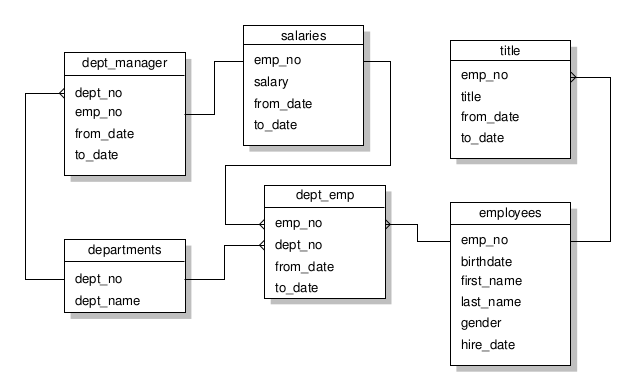 salaries
emp_no
salary
from_date
to_date
dept_manager
dept_no
emp_no
from_date
to_date
title
emp_no
title
from_date
to_date
dept_emp
emp_no
dept_no
from_date
to_date
departments
dept_no
dept_name
employees
emp_no
birthdate
first_name
last_name
gender
hire_date